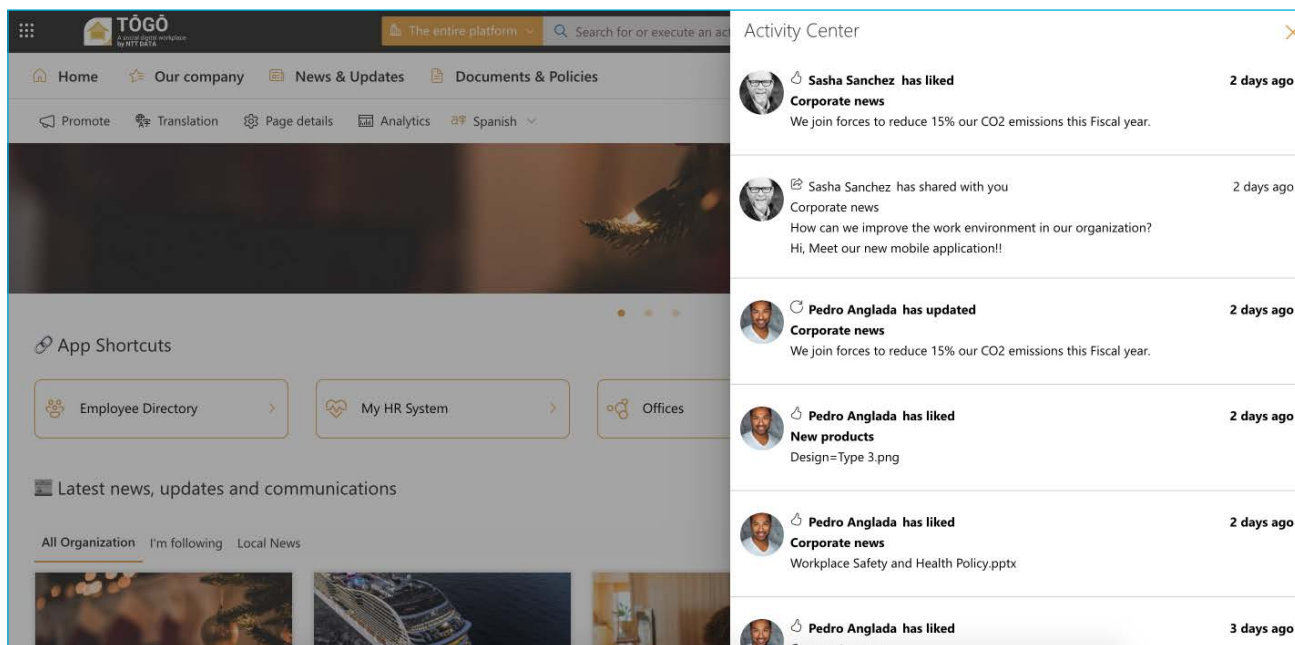 TŌGŌ
A social digital workplace
by NTT DATA
The entire platform
Search for or execute an act
Home
Our company
News & Updates
Documents & Policies
Promote
Translation
Page details
Analytics
Spanish
App Shortcuts
Employee Directory
My HR System
Offices
Latest news, updates and communications
All Organization
I'm following
Local News
Activity Center
Sasha Sanchez has liked
2 days ago
Corporate news
We join forces to reduce 15% our CO2 emissions this Fiscal year.
Sasha Sanchez has shared with you
2 days ago
Corporate news
How can we improve the work environment in our organization?
Hi, Meet our new mobile application!!
Pedro Anglada has updated
2 days ago
Corporate news
We join forces to reduce 15% our CO2 emissions this Fiscal year.
Pedro Anglada has liked
2 days ago
New products
Design=Type 3.png
Pedro Anglada has liked
2 days ago
Corporate news
Workplace Safety and Health Policy.pptx
Pedro Anglada has liked
3 days ago